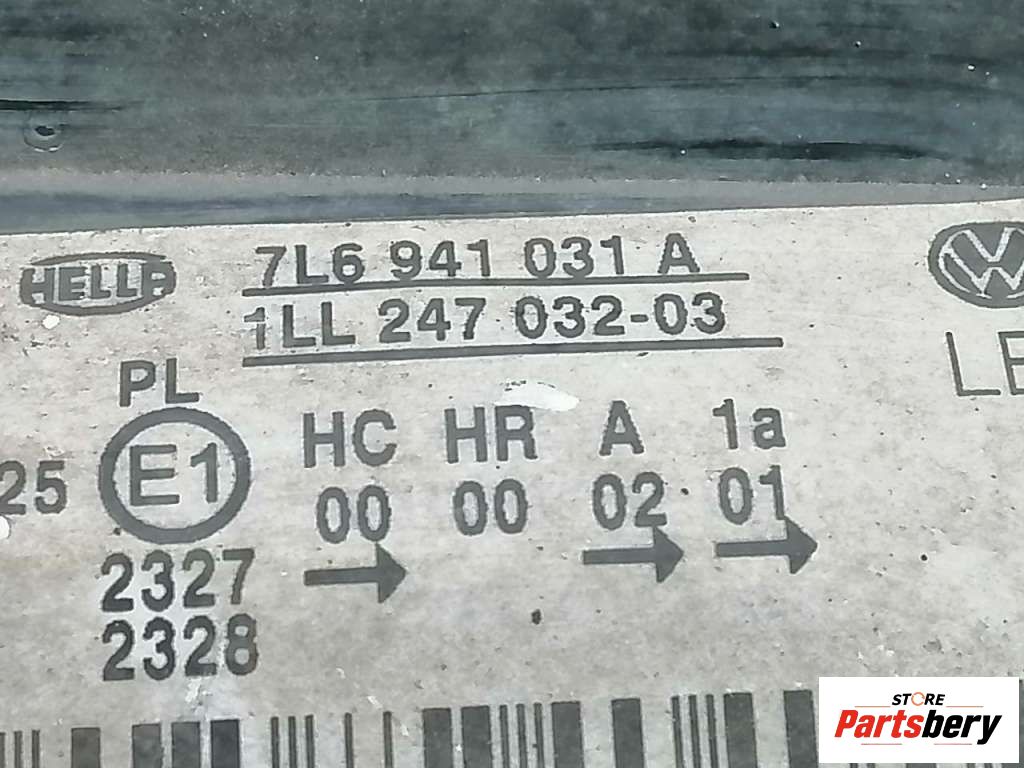 HELLA 7L6 941 031 A
1LL 247 032-03
LE
PL
HC HR A 1a
25 E1 00 00 02 01
2327
2328
STORE
Partsbery